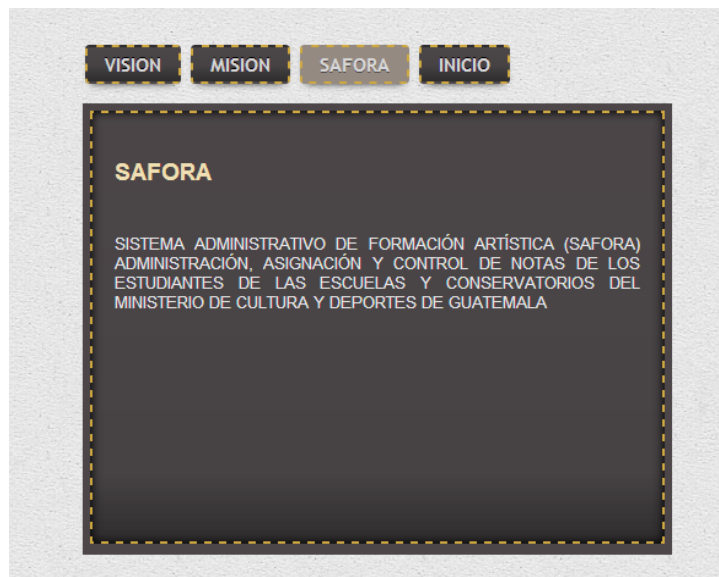 VISION MISION SAFORA INICIO
SAFORA
SISTEMA ADMINISTRATIVO DE FORMACIÓN ARTÍSTICA (SAFORA)
ADMINISTRACIÓN, ASIGNACIÓN Y CONTROL DE NOTAS DE LOS
ESTUDIANTES DE LAS ESCUELAS Y CONSERVATORIOS DEL
MINISTERIO DE CULTURA Y DEPORTES DE GUATEMALA